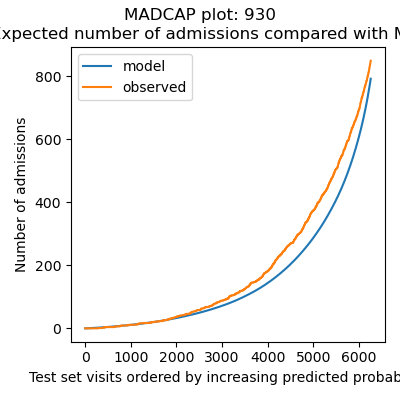 MADCAP plot: 930
Expected number of admissions compared with M
model
observed
Number of admissions
800
600
400
200
0
0 1000 2000 3000 4000 5000 6000
Test set visits ordered by increasing predicted probab